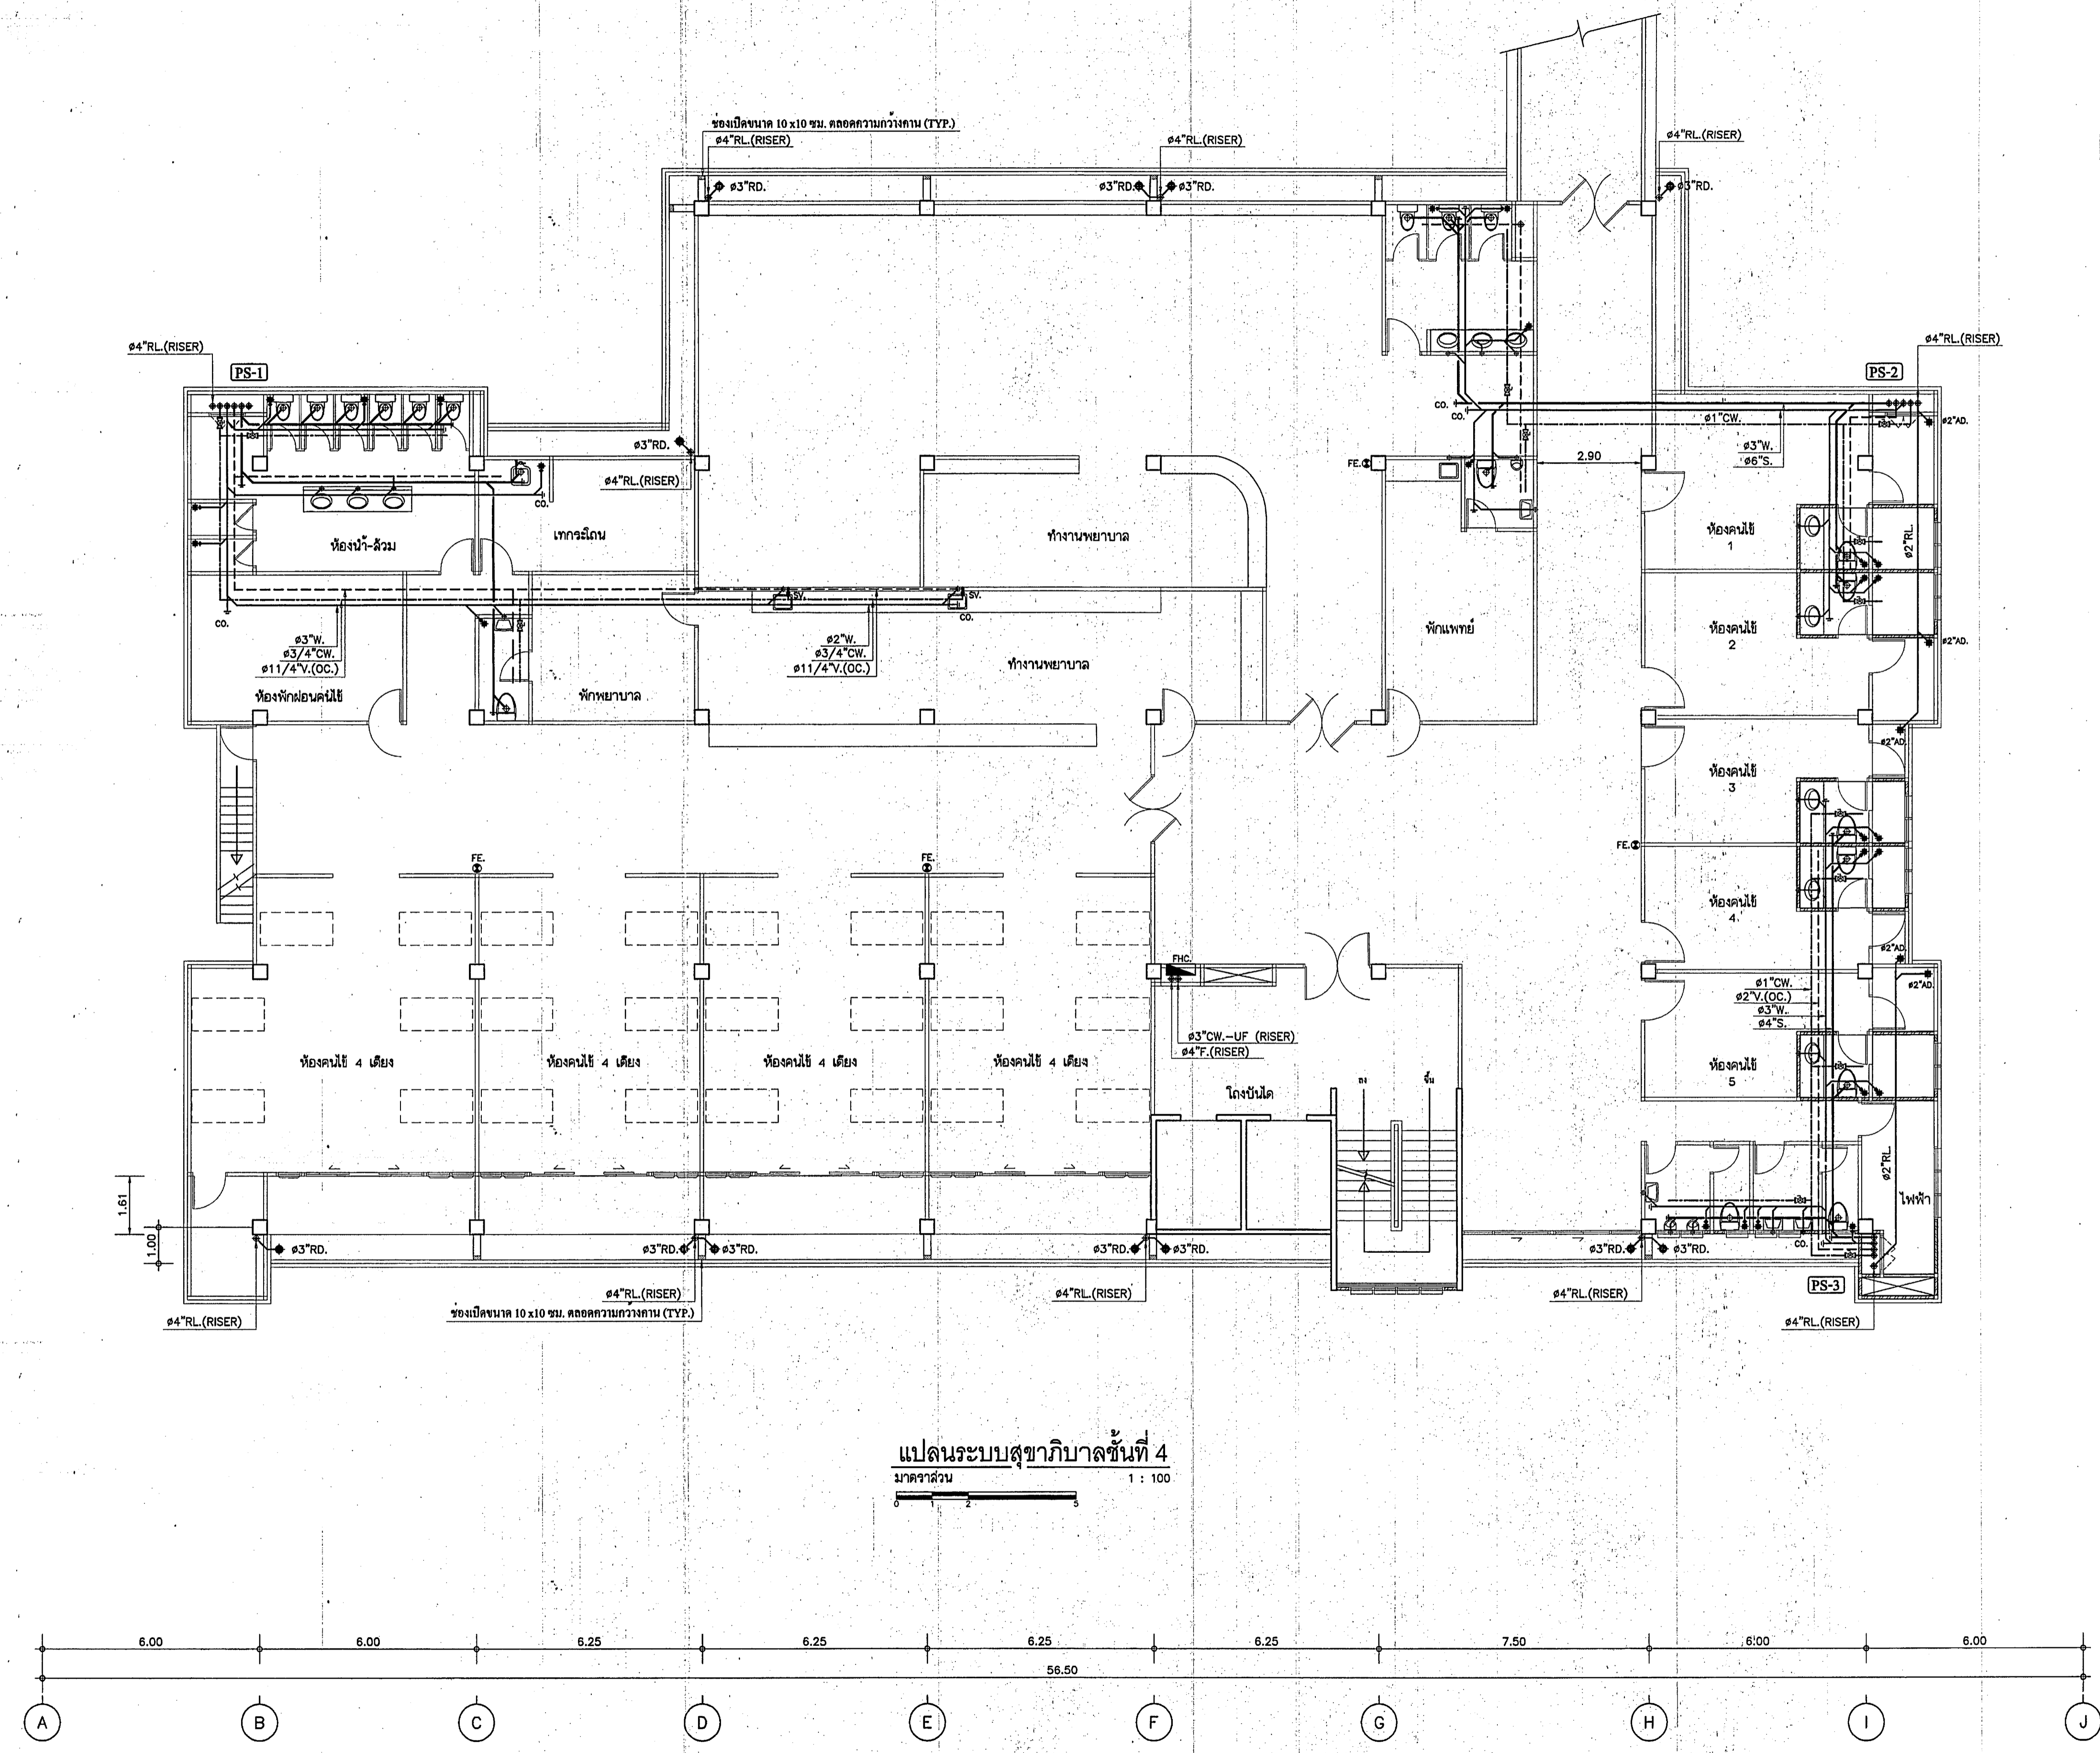 ช่องเปิดขนาด 10 x10 ซม. ตลอดความกว้างคาน (TYP.)
ø4"RL.(RISER)
ø4"RL.(RISER)
ø4"RL.(RISER)
ø3"RD.
ø3"RD.
ø3"RD.
ø3"RD.
ø4"RL.(RISER)
PS-1
ø4"RL.(RISER)
PS-2
CO.
CO.
ø1"CW.
ø2"AD.
ø3"W.
ø6"S.
ø3"RD.
ø4"RL.(RISER)
FE.
2.90
CO.
ห้องน้ำ-ส้วม
เทกระโถน
ทำงานพยาบาล
ห้องคนไข้
1
ø2"RL.
SV.
SV.
CO.
CO.
ø3"W.
ø3/4"CW.
ø11/4"V.(OC.)
ø2"W.
ø3/4"CW.
ø11/4"V.(OC.)
พักแพทย์
ห้องคนไข้
2
ø2"AD.
ห้องพักผ่อนคนไข้
พักพยาบาล
ทำงานพยาบาล
ø2"AD.
ห้องคนไข้
3
FE.
FE.
FE.
ห้องคนไข้
4
ø2"AD.
FHC.
ø2"AD.
ø1"CW.
ø2"V.(OC.)
ø3"W.
ø4"S.
ø3"CW.-UF (RISER)
ø4"F.(RISER)
ห้องคนไข้ 4 เตียง
ห้องคนไข้ 4 เตียง
ห้องคนไข้ 4 เตียง
ห้องคนไข้ 4 เตียง
ห้องคนไข้
5
โถงบันได
ลง
ขึ้น
ø2"RL.
ไฟฟ้า
1.61
1.00
ø3"RD.
ø3"RD.
ø3"RD.
ø3"RD.
ø3"RD.
ø3"RD.
ø3"RD.
CO.
PS-3
ø4"RL.(RISER)
ø4"RL.(RISER)
ø4"RL.(RISER)
ช่องเปิดขนาด 10 x10 ซม. ตลอดความกว้างคาน (TYP.)
ø4"RL.(RISER)
ø4"RL.(RISER)
แปลนระบบสุขาภิบาลชั้นที่ 4
มาตราส่วน 1 : 100
0 1 2 5
6.00 6.00 6.25 6.25 6.25 6.25 7.50 6.00 6.00
56.50
A B C D E F G H I J